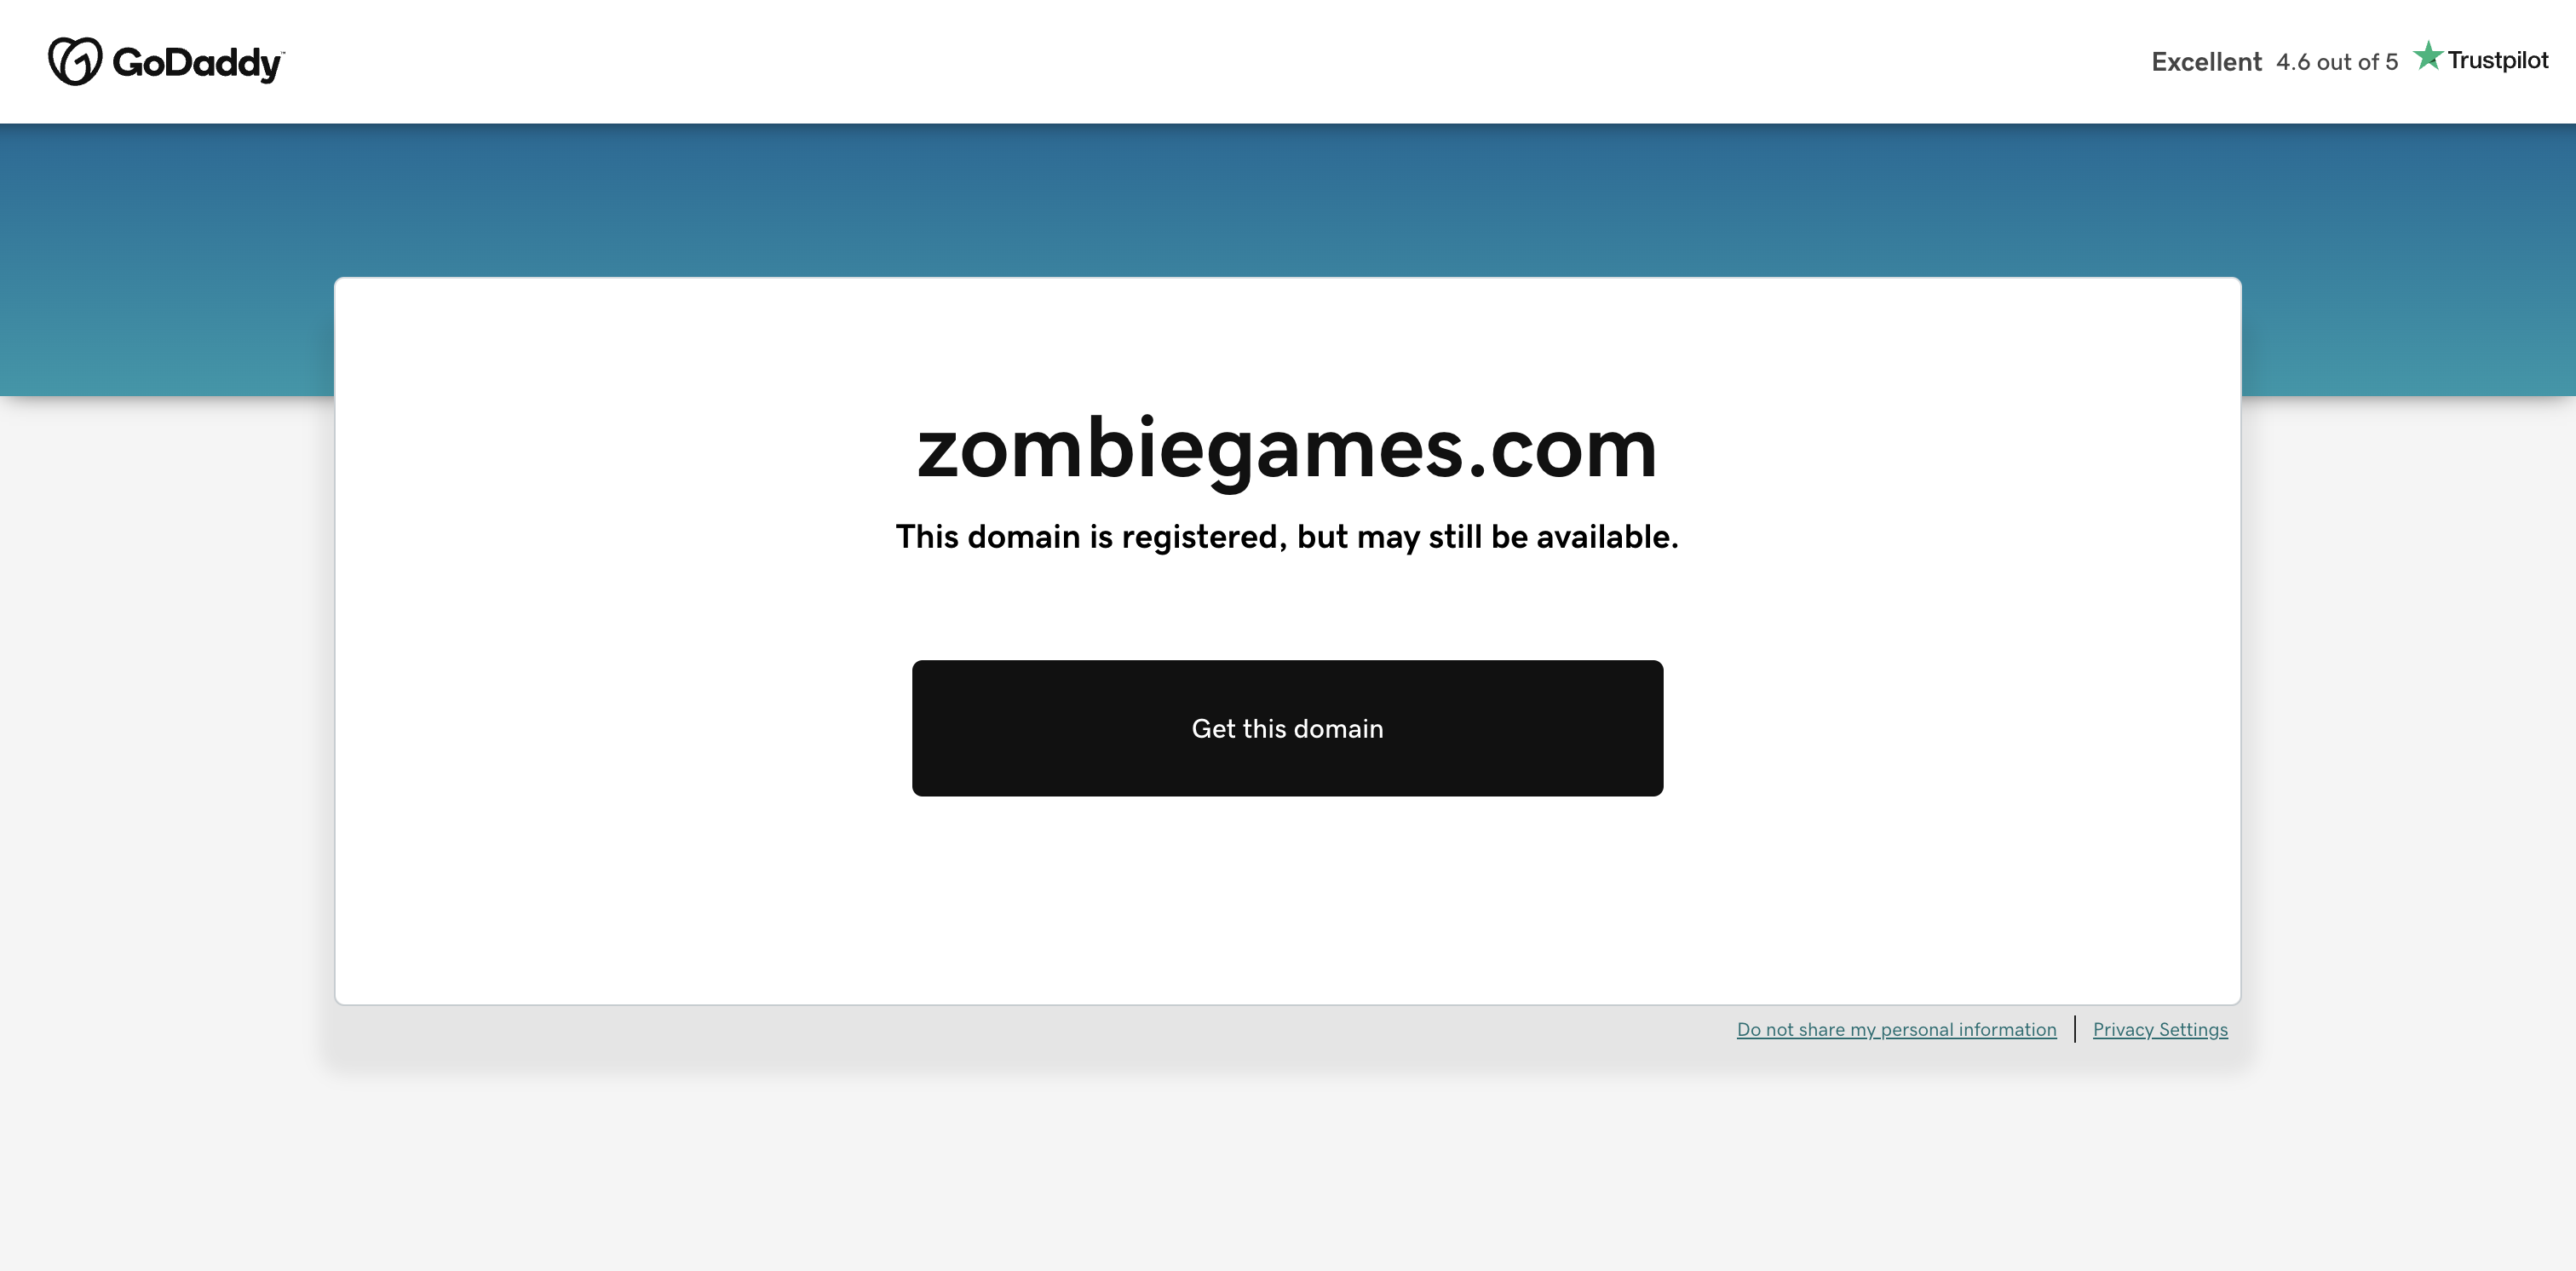 GoDaddy™
Excellent 4.6 out of 5 Trustpilot
zombiegames.com
This domain is registered, but may still be available.
Get this domain
Do not share my personal information | Privacy Settings